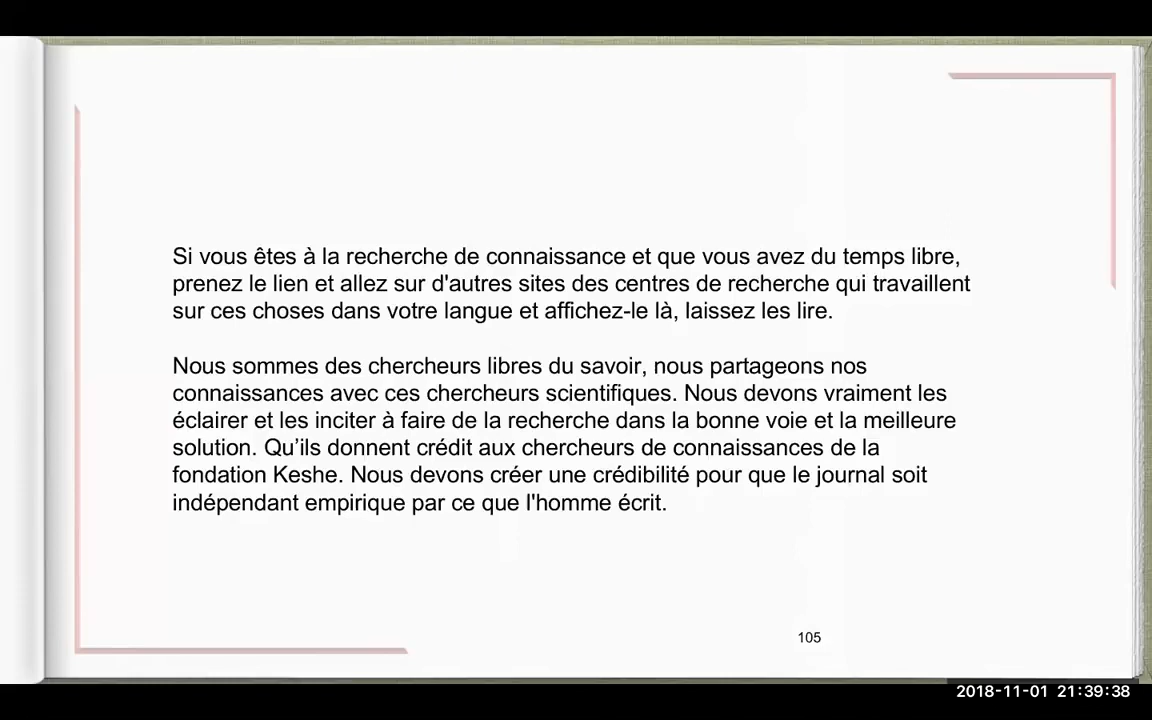 Si vous êtes à la recherche de connaissance et que vous avez du temps libre,
prenez le lien et allez sur d'autres sites des centres de recherche qui travaillent
sur ces choses dans votre langue et affichez-le là, laissez les lire.
Nous sommes des chercheurs libres du savoir, nous partageons nos
connaissances avec ces chercheurs scientifiques. Nous devons vraiment les
éclairer et les inciter à faire de la recherche dans la bonne voie et la meilleure
solution. Qu’ils donnent crédit aux chercheurs de connaissances de la
fondation Keshe. Nous devons créer une crédibilité pour que le journal soit
indépendant empirique par ce que l'homme écrit.
105
2018-11-01 21:39:38